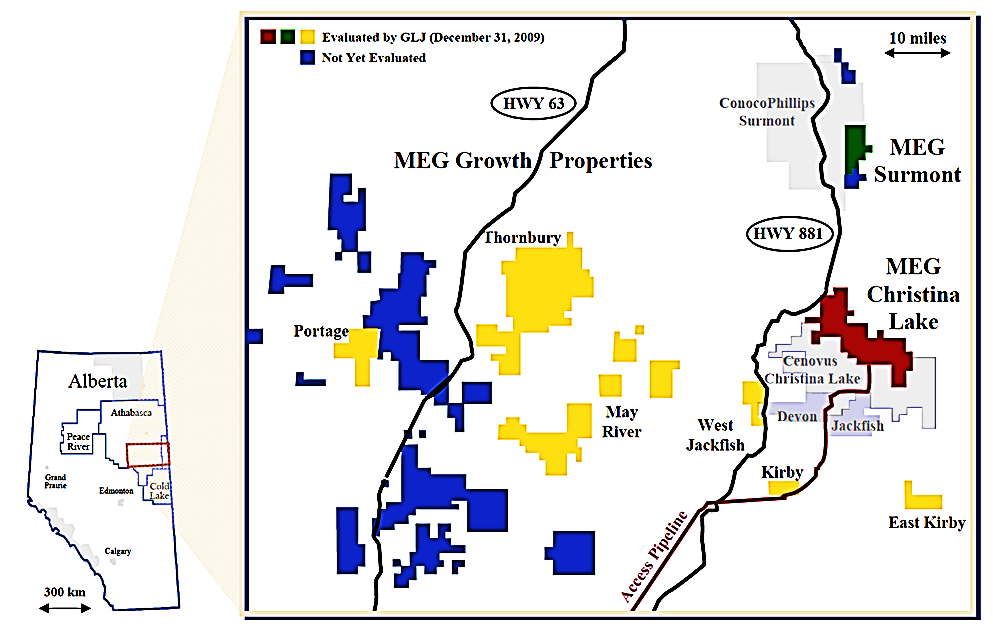 Evaluated by GLJ (December 31, 2009)
Not Yet Evaluated
10 miles
HWY 63
ConocoPhillips
Surmont
MEG Growth Properties
MEG
Surmont
HWY 881
Thornbury
MEG
Christina
Lake
Portage
Cenovus
Christina Lake
May
River
West
Jackfish
Devon
Jackfish
Kirby
East Kirby
Access Pipeline
Alberta
Athabasca
Peace
River
Grand
Prairie
Edmonton
Cold
Lake
Calgary
300 km